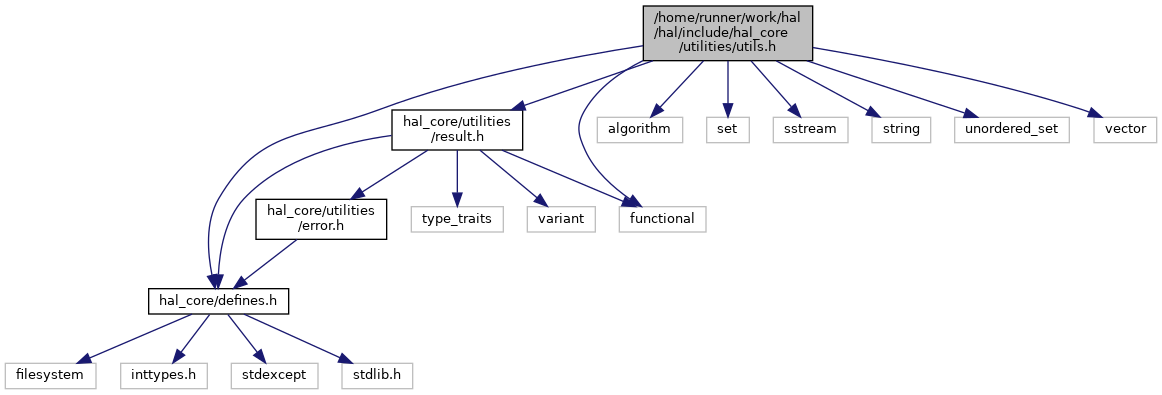 /home/runner/work/hal
/hal/include/hal_core
/utilities/utils.h
hal_core/utilities
/result.h
algorithm
set
sstream
string
unordered_set
vector
hal_core/utilities
/error.h
type_traits
variant
functional
hal_core/defines.h
filesystem
inttypes.h
stdexcept
stdlib.h